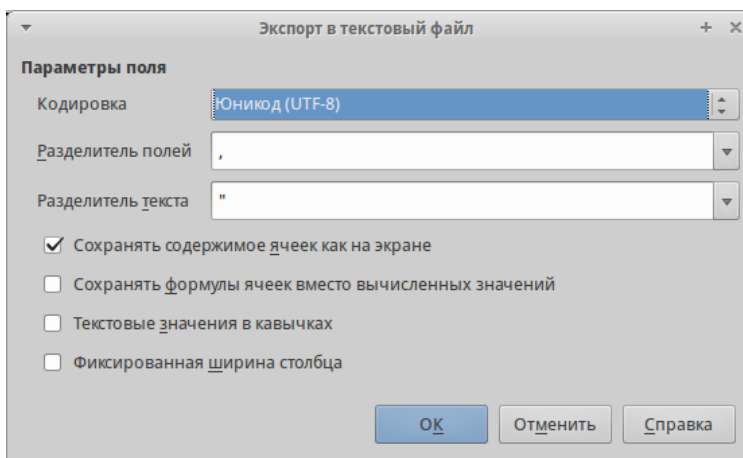 Экспорт в текстовый файл
Параметры поля
Кодировка Юникод (UTF-8)
Разделитель полей ,
Разделитель текста "
Сохранять содержимое ячеек как на экране
Сохранять формулы ячеек вместо вычисленных значений
Текстовые значения в кавычках
Фиксированная ширина столбца
ОК Отменить Справка